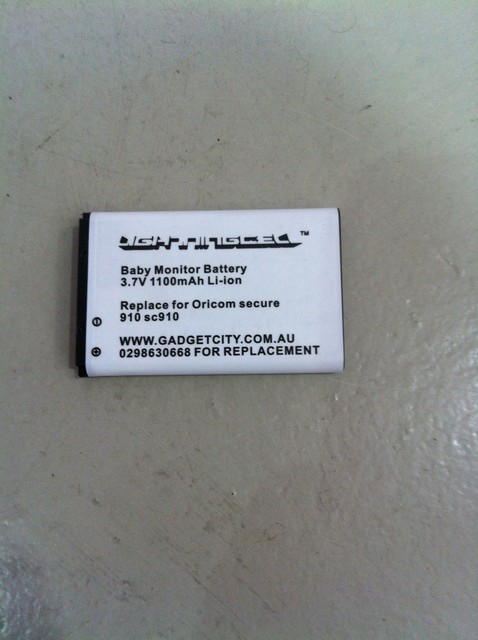 LIGHTNINGCELL™
Baby Monitor Battery
3.7V 1100mAh Li-ion
Replace for Oricom secure
910 sc910
WWW.GADGETCITY.COM.AU
0298630668 FOR REPLACEMENT